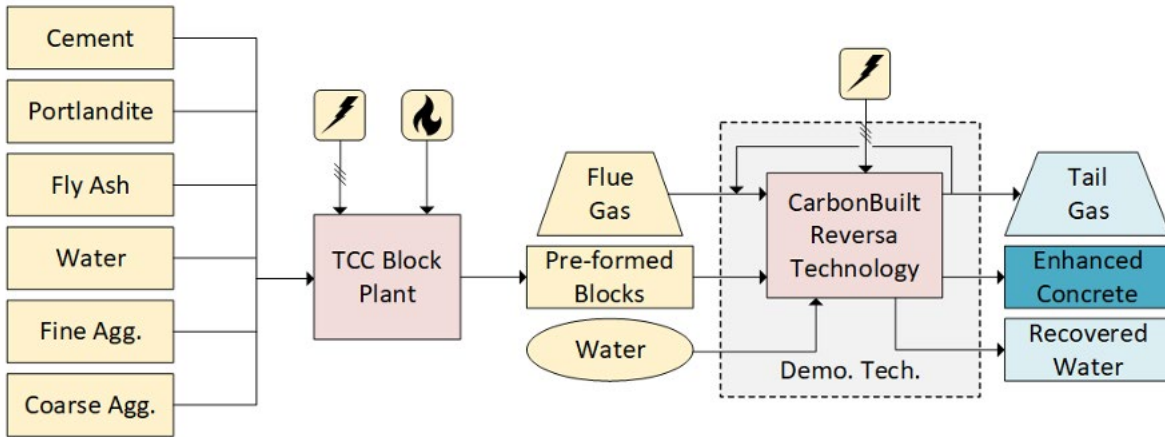 Cement
Portlandite
Fly Ash
Water
Fine Agg.
Coarse Agg.
TCC Block
Plant
Flue
Gas
Pre-formed
Blocks
Water
CarbonBuilt
Reversa
Technology
Demo. Tech.
Tail
Gas
Enhanced
Concrete
Recovered
Water